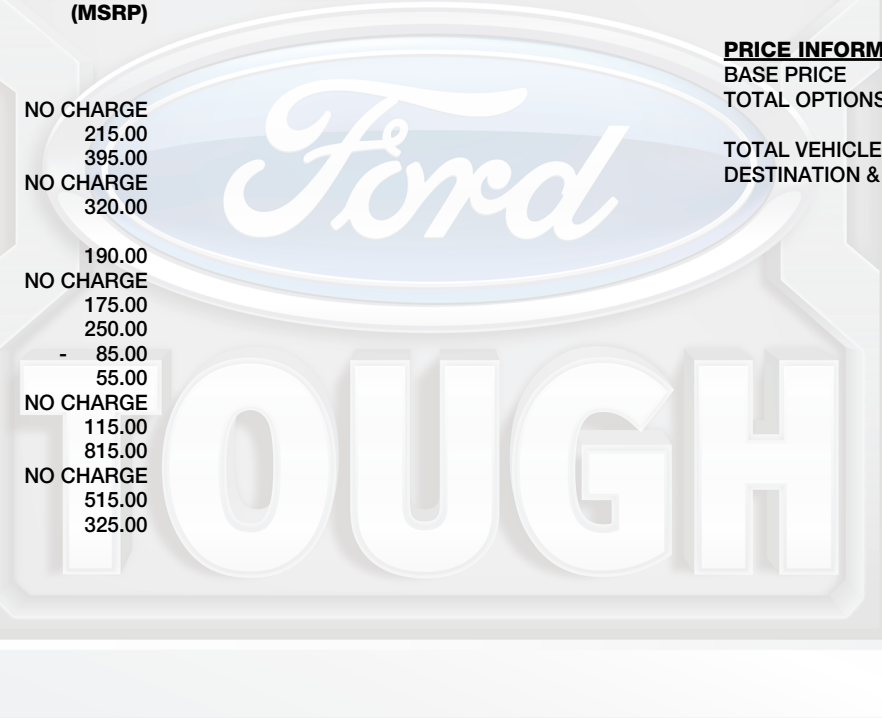 (MSRP)
NO CHARGE
215.00
395.00
NO CHARGE
320.00
190.00
NO CHARGE
175.00
250.00
- 85.00
55.00
NO CHARGE
115.00
815.00
NO CHARGE
515.00
325.00
PRICE INFORM
BASE PRICE
TOTAL OPTIONS
TOTAL VEHICLE
DESTINATION &
Ford
TOUGH